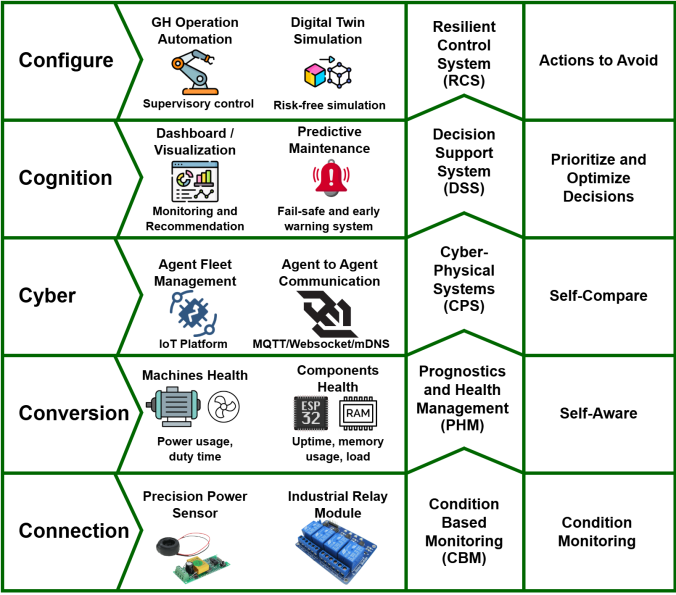 Configure
GH Operation
Automation
Supervisory control
Digital Twin
Simulation
Risk-free simulation
Resilient
Control
System
(RCS)
Actions to Avoid
Cognition
Dashboard /
Visualization
Monitoring and
Recommendation
Predictive
Maintenance
Fail-safe and early
warning system
Decision
Support
System
(DSS)
Prioritize and
Optimize
Decisions
Cyber
Agent Fleet
Management
IoT Platform
Agent to Agent
Communication
MQTT/Websocket/mDNS
Cyber-
Physical
Systems
(CPS)
Self-Compare
Conversion
Machines Health
Power usage,
duty time
Components
Health
ESP
32
RAM
Uptime, memory
usage, load
Prognostics
and Health
Management
(PHM)
Self-Aware
Connection
Precision Power
Sensor
Industrial Relay
Module
Condition
Based
Monitoring
(CBM)
Condition
Monitoring